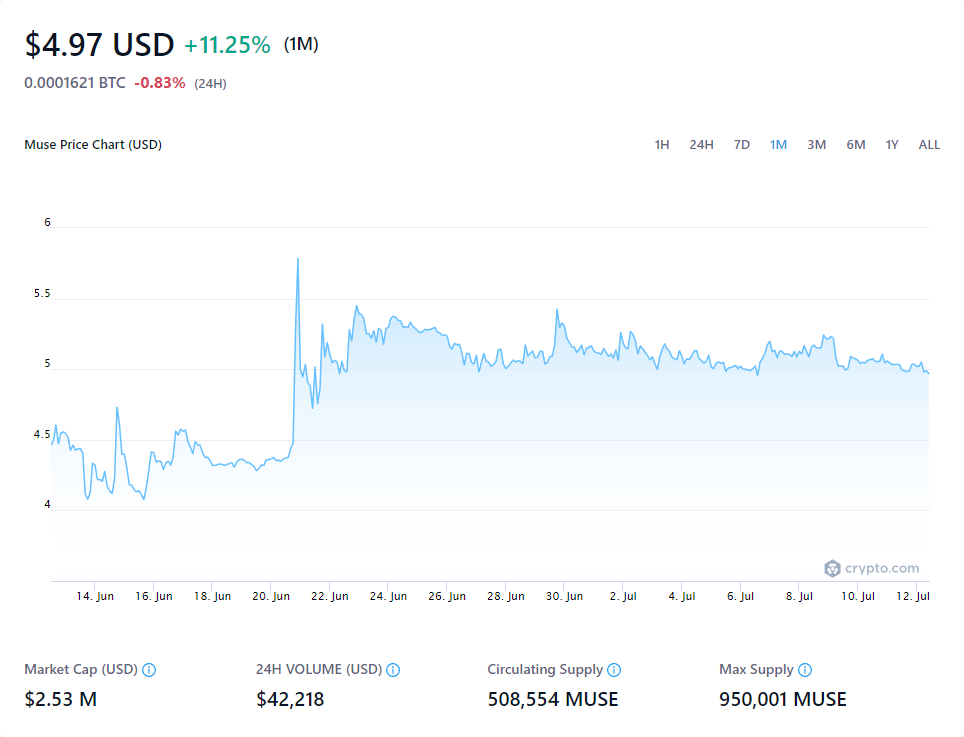 $4.97 USD +11.25% (1M)
0.0001621 BTC -0.83% (24H)
Muse Price Chart (USD) 1H 24H 7D 1M 3M 6M 1Y ALL
6
5.5
5
4.5
4
crypto.com
14. Jun 16. Jun 18. Jun 20. Jun 22. Jun 24. Jun 26. Jun 28. Jun 30. Jun 2. Jul 4. Jul 6. Jul 8. Jul 10. Jul 12. Jul
Market Cap (USD) 24H VOLUME (USD) Circulating Supply Max Supply
$2.53 M $42,218 508,554 MUSE 950,001 MUSE